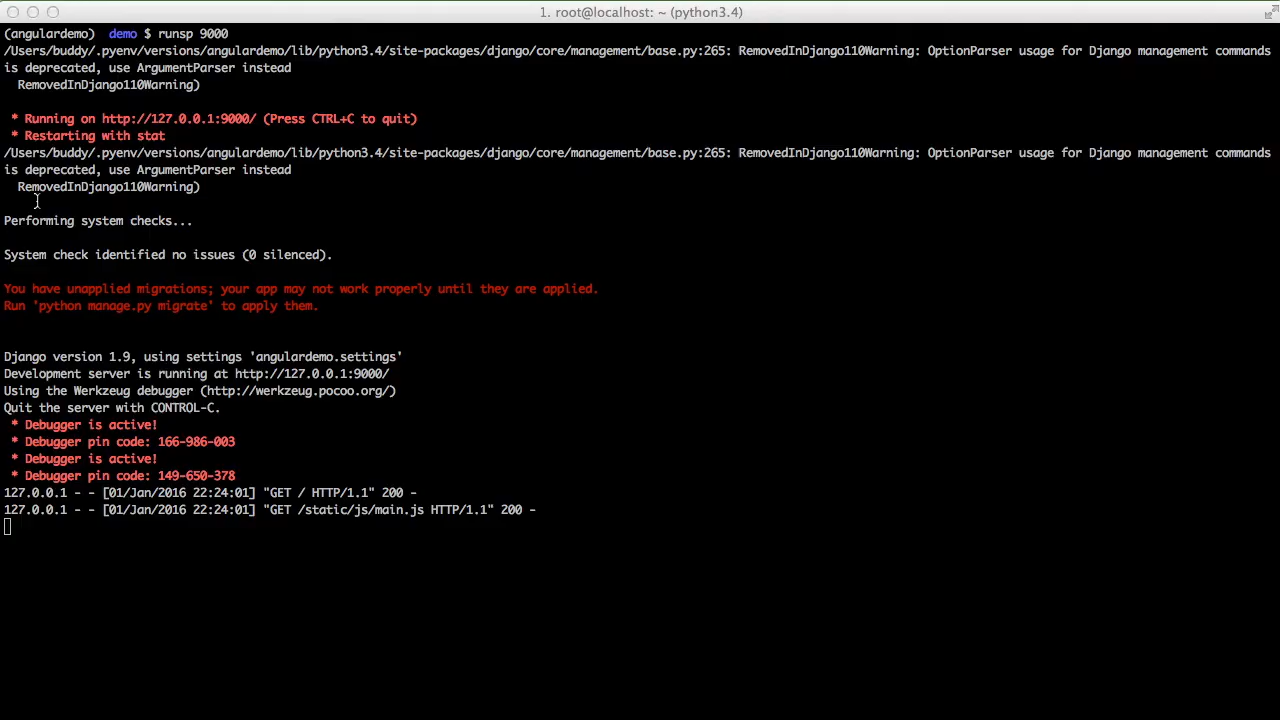 1. root@localhost: ~ (python3.4)
(angulardemo)  demo $ runsp 9000
/Users/buddy/.pyenv/versions/angulardemo/lib/python3.4/site-packages/django/core/management/base.py:265: RemovedInDjango110Warning: OptionParser usage for Django management commands
is deprecated, use ArgumentParser instead
  RemovedInDjango110Warning)
 * Running on http://127.0.0.1:9000/ (Press CTRL+C to quit)
 * Restarting with stat
/Users/buddy/.pyenv/versions/angulardemo/lib/python3.4/site-packages/django/core/management/base.py:265: RemovedInDjango110Warning: OptionParser usage for Django management commands
is deprecated, use ArgumentParser instead
  RemovedInDjango110Warning)
Performing system checks...
System check identified no issues (0 silenced).
You have unapplied migrations; your app may not work properly until they are applied.
Run 'python manage.py migrate' to apply them.
Django version 1.9, using settings 'angulardemo.settings'
Development server is running at http://127.0.0.1:9000/
Using the Werkzeug debugger (http://werkzeug.pocoo.org/)
Quit the server with CONTROL-C.
 * Debugger is active!
 * Debugger pin code: 166-986-003
 * Debugger is active!
 * Debugger pin code: 149-650-378
127.0.0.1 - - [01/Jan/2016 22:24:01] "GET / HTTP/1.1" 200 -
127.0.0.1 - - [01/Jan/2016 22:24:01] "GET /static/js/main.js HTTP/1.1" 200 -